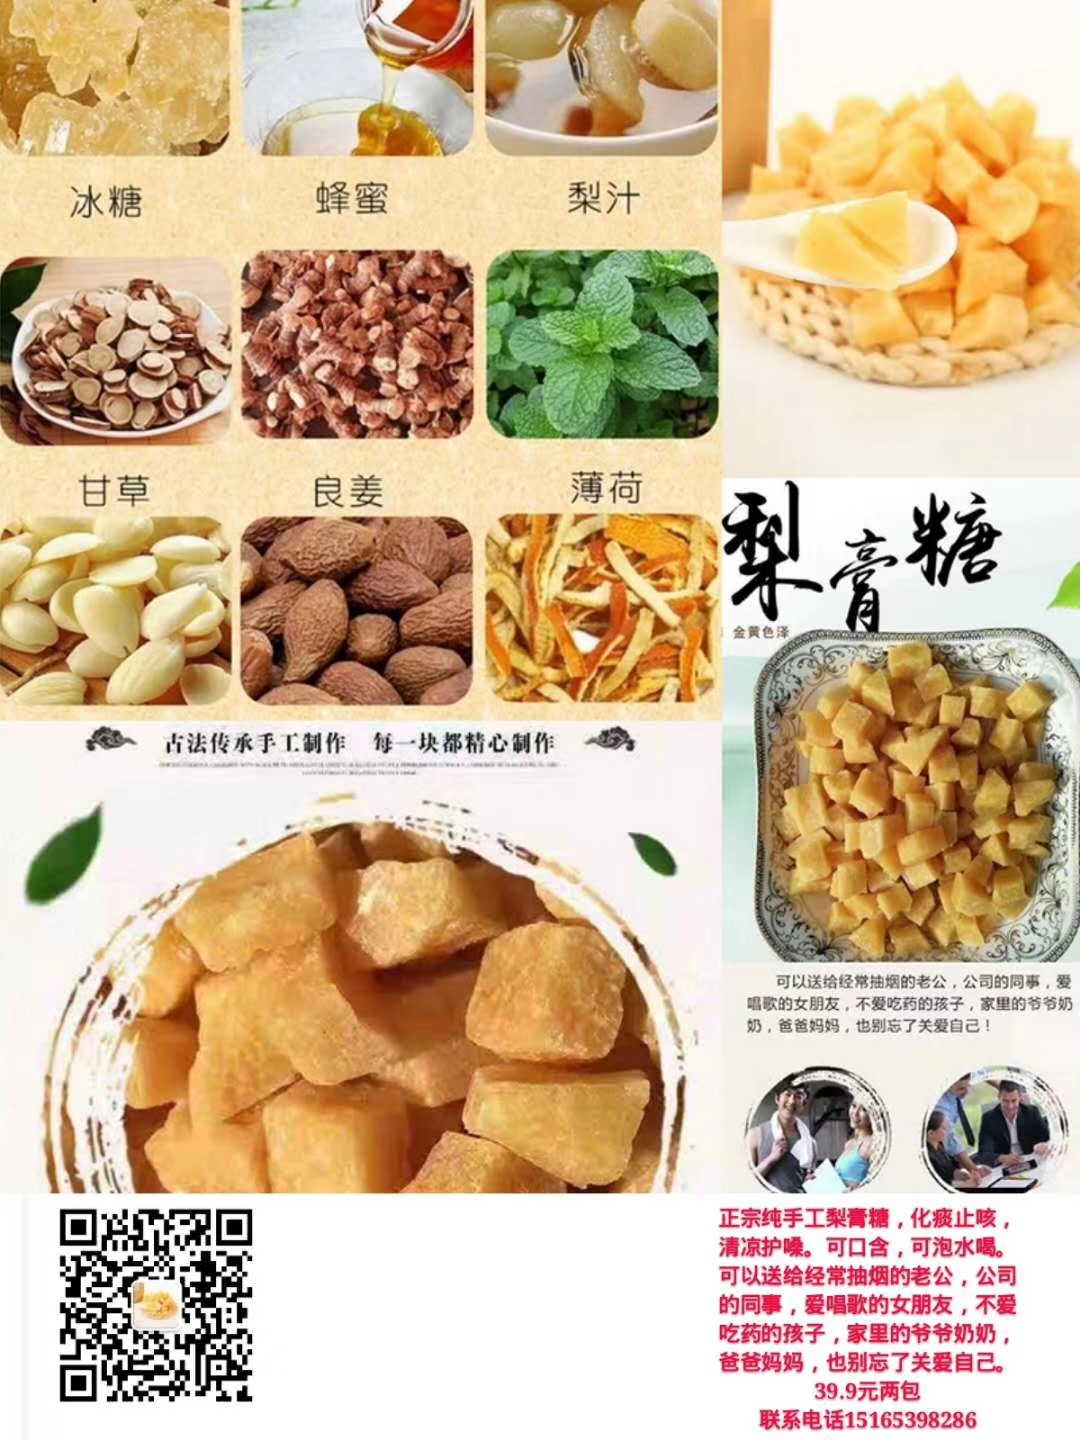 冰糖
蜂蜜
梨汁
甘草
良姜
薄荷
梨膏糖
金黄色泽
古法传承手工制作 每一块都精心制作
可以送给经常抽烟的老公，公司的同事，爱
唱歌的女朋友，不爱吃药的孩子，家里的爷爷奶
奶，爸爸妈妈，也别忘了关爱自己！
正宗纯手工梨膏糖，化痰止咳，
清凉护嗓。可口含，可泡水喝。
可以送给经常抽烟的老公，公司
的同事，爱唱歌的女朋友，不爱
吃药的孩子，家里的爷爷奶奶，
爸爸妈妈，也别忘了关爱自己。
39.9元两包
联系电话15165398286